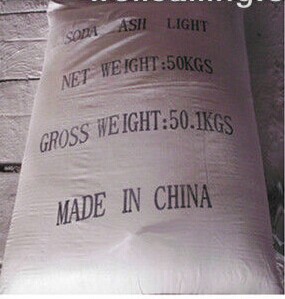 SODA ASH LIGHT
NET WEIGHT:50KGS
GROSS WEIGHT:50.1KGS
MADE IN CHINA